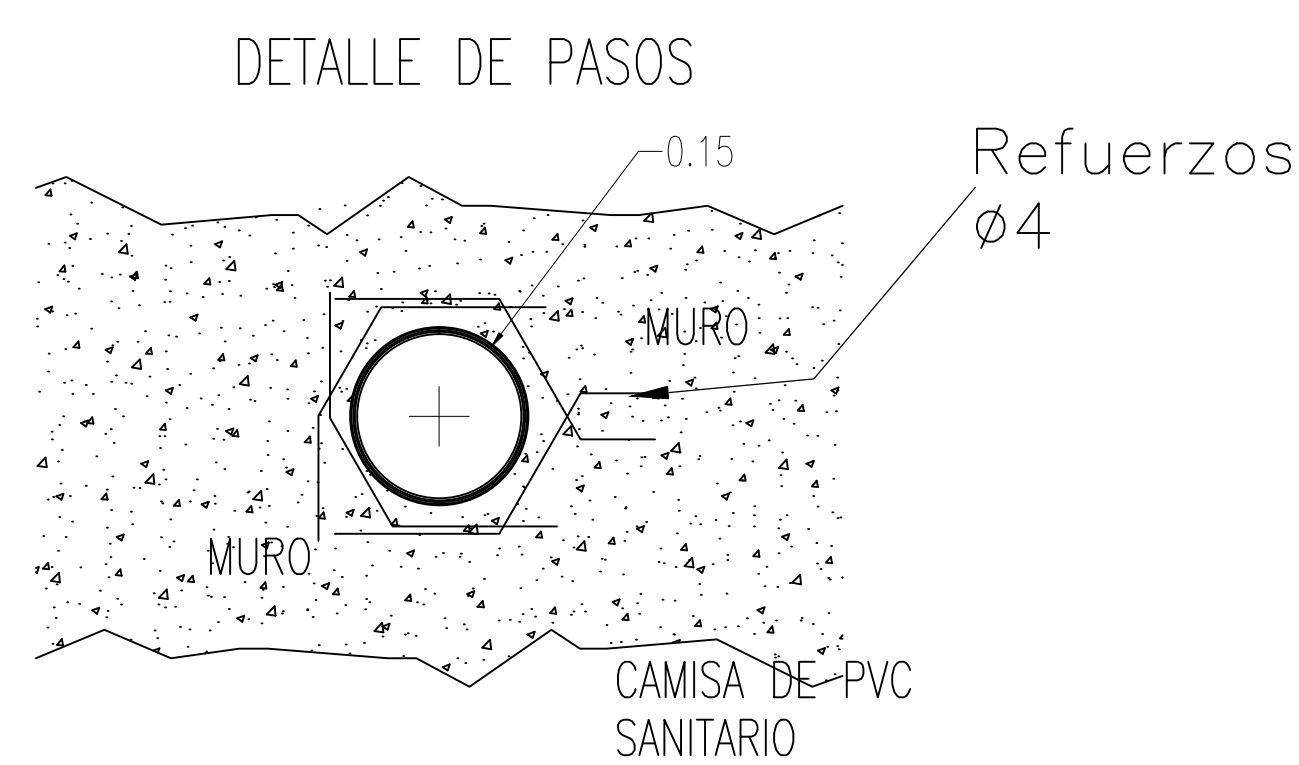 DETALLE DE PASOS
0.15
Refuerzos
ø4
MURO
MURO
CAMISA DE PVC
SANITARIO